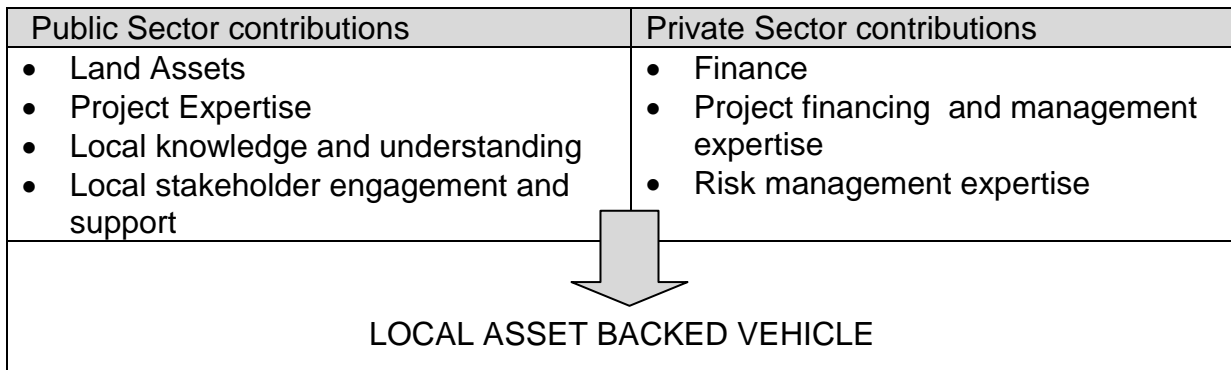 Public Sector contributions
• Land Assets
• Project Expertise
• Local knowledge and understanding
• Local stakeholder engagement and
support
Private Sector contributions
• Finance
• Project financing and management
expertise
• Risk management expertise
LOCAL ASSET BACKED VEHICLE